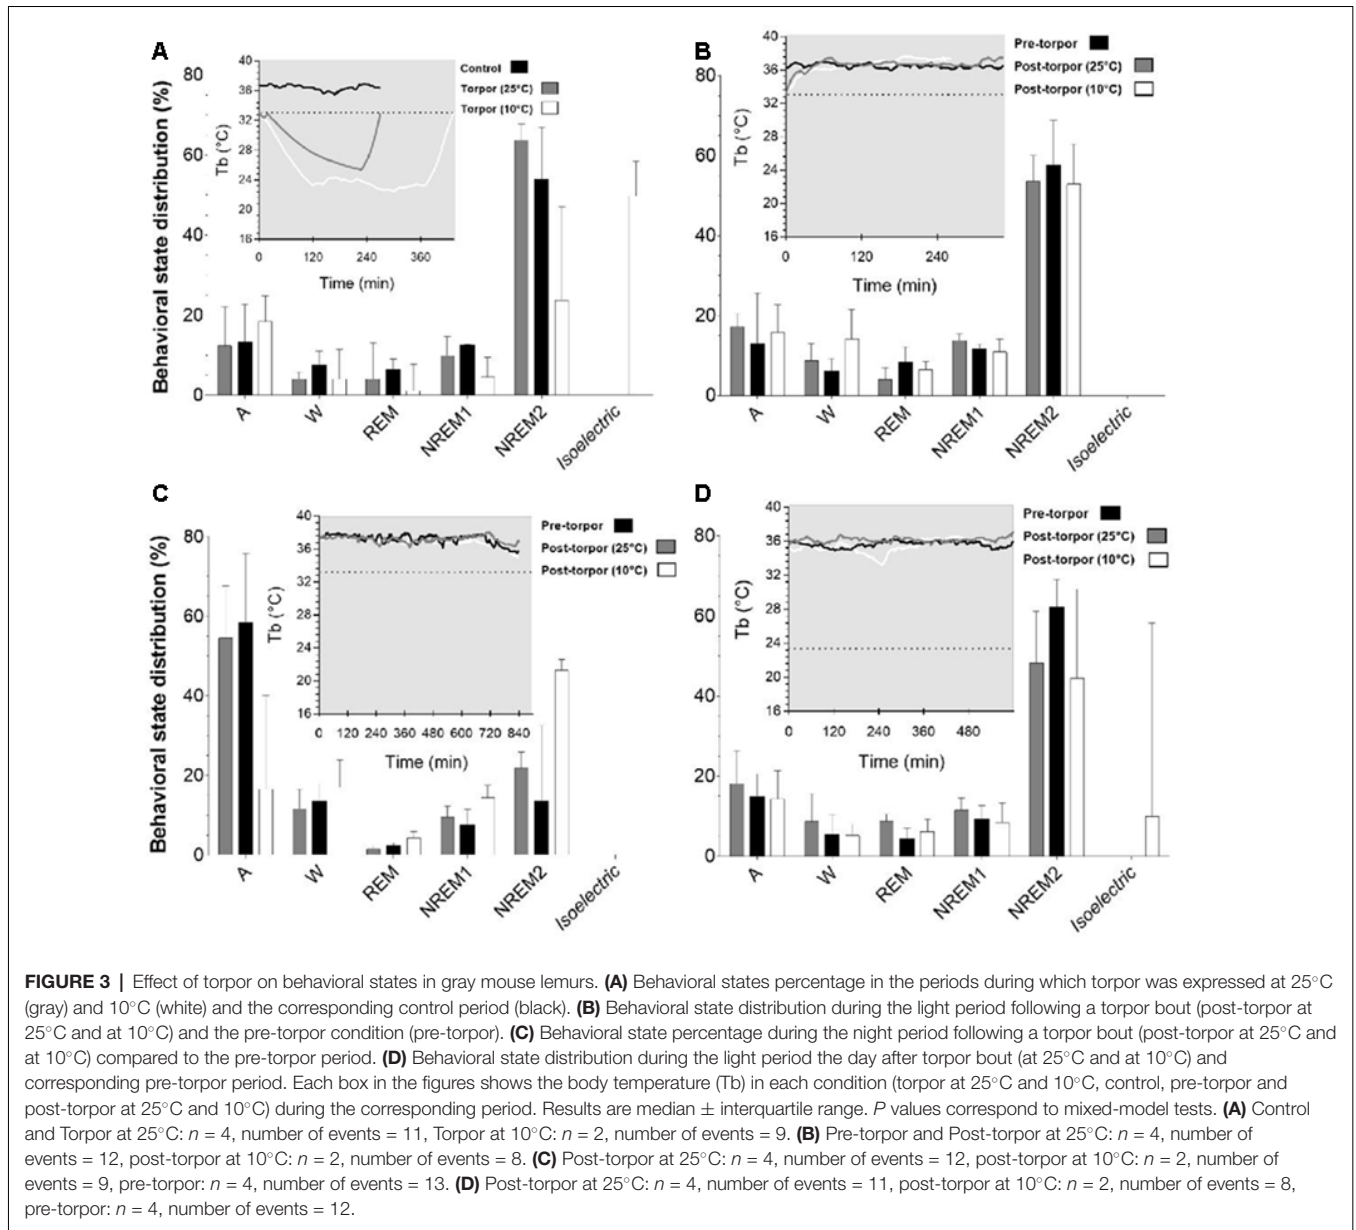 A
Behavioral state distribution (%)
80
60
40
20
0
Tb (°C)
40
36
32
28
24
20
16
0 120 240 360
Time (min)
Control
Torpor (25°C)
Torpor (10°C)
A W REM NREM1 NREM2 Isoelectric
B
80
60
40
20
0
Tb (°C)
40
36
32
28
24
20
16
0 120 240
Time (min)
Pre-torpor
Post-torpor (25°C)
Post-torpor (10°C)
A W REM NREM1 NREM2 Isoelectric
C
Behavioral state distribution (%)
80
60
40
20
0
Tb (°C)
40
36
32
28
24
20
16
0 120 240 360 480 600 720 840
Time (min)
Pre-torpor
Post-torpor (25°C)
Post-torpor (10°C)
A W REM NREM1 NREM2 Isoelectric
D
80
60
40
20
0
Tb (°C)
40
36
32
28
24
20
16
0 120 240 360 480
Time (min)
Pre-torpor
Post-torpor (25°C)
Post-torpor (10°C)
A W REM NREM1 NREM2 Isoelectric
FIGURE 3 | Effect of torpor on behavioral states in gray mouse lemurs. (A) Behavioral states percentage in the periods during which torpor was expressed at 25°C
(gray) and 10°C (white) and the corresponding control period (black). (B) Behavioral state distribution during the light period following a torpor bout (post-torpor at
25°C and at 10°C) and the pre-torpor condition (pre-torpor). (C) Behavioral state percentage during the night period following a torpor bout (post-torpor at 25°C and
at 10°C) compared to the pre-torpor period. (D) Behavioral state distribution during the light period the day after torpor bout (at 25°C and at 10°C) and
corresponding pre-torpor period. Each box in the figures shows the body temperature (Tb) in each condition (torpor at 25°C and 10°C, control, pre-torpor and
post-torpor at 25°C and 10°C) during the corresponding period. Results are median ± interquartile range. P values correspond to mixed-model tests. (A) Control
and Torpor at 25°C: n = 4, number of events = 11, Torpor at 10°C: n = 2, number of events = 9. (B) Pre-torpor and Post-torpor at 25°C: n = 4, number of
events = 12, post-torpor at 10°C: n = 2, number of events = 8. (C) Post-torpor at 25°C: n = 4, number of events = 12, post-torpor at 10°C: n = 2, number of
events = 9, pre-torpor: n = 4, number of events = 13. (D) Post-torpor at 25°C: n = 4, number of events = 11, post-torpor at 10°C: n = 2, number of events = 8,
pre-torpor: n = 4, number of events = 12.